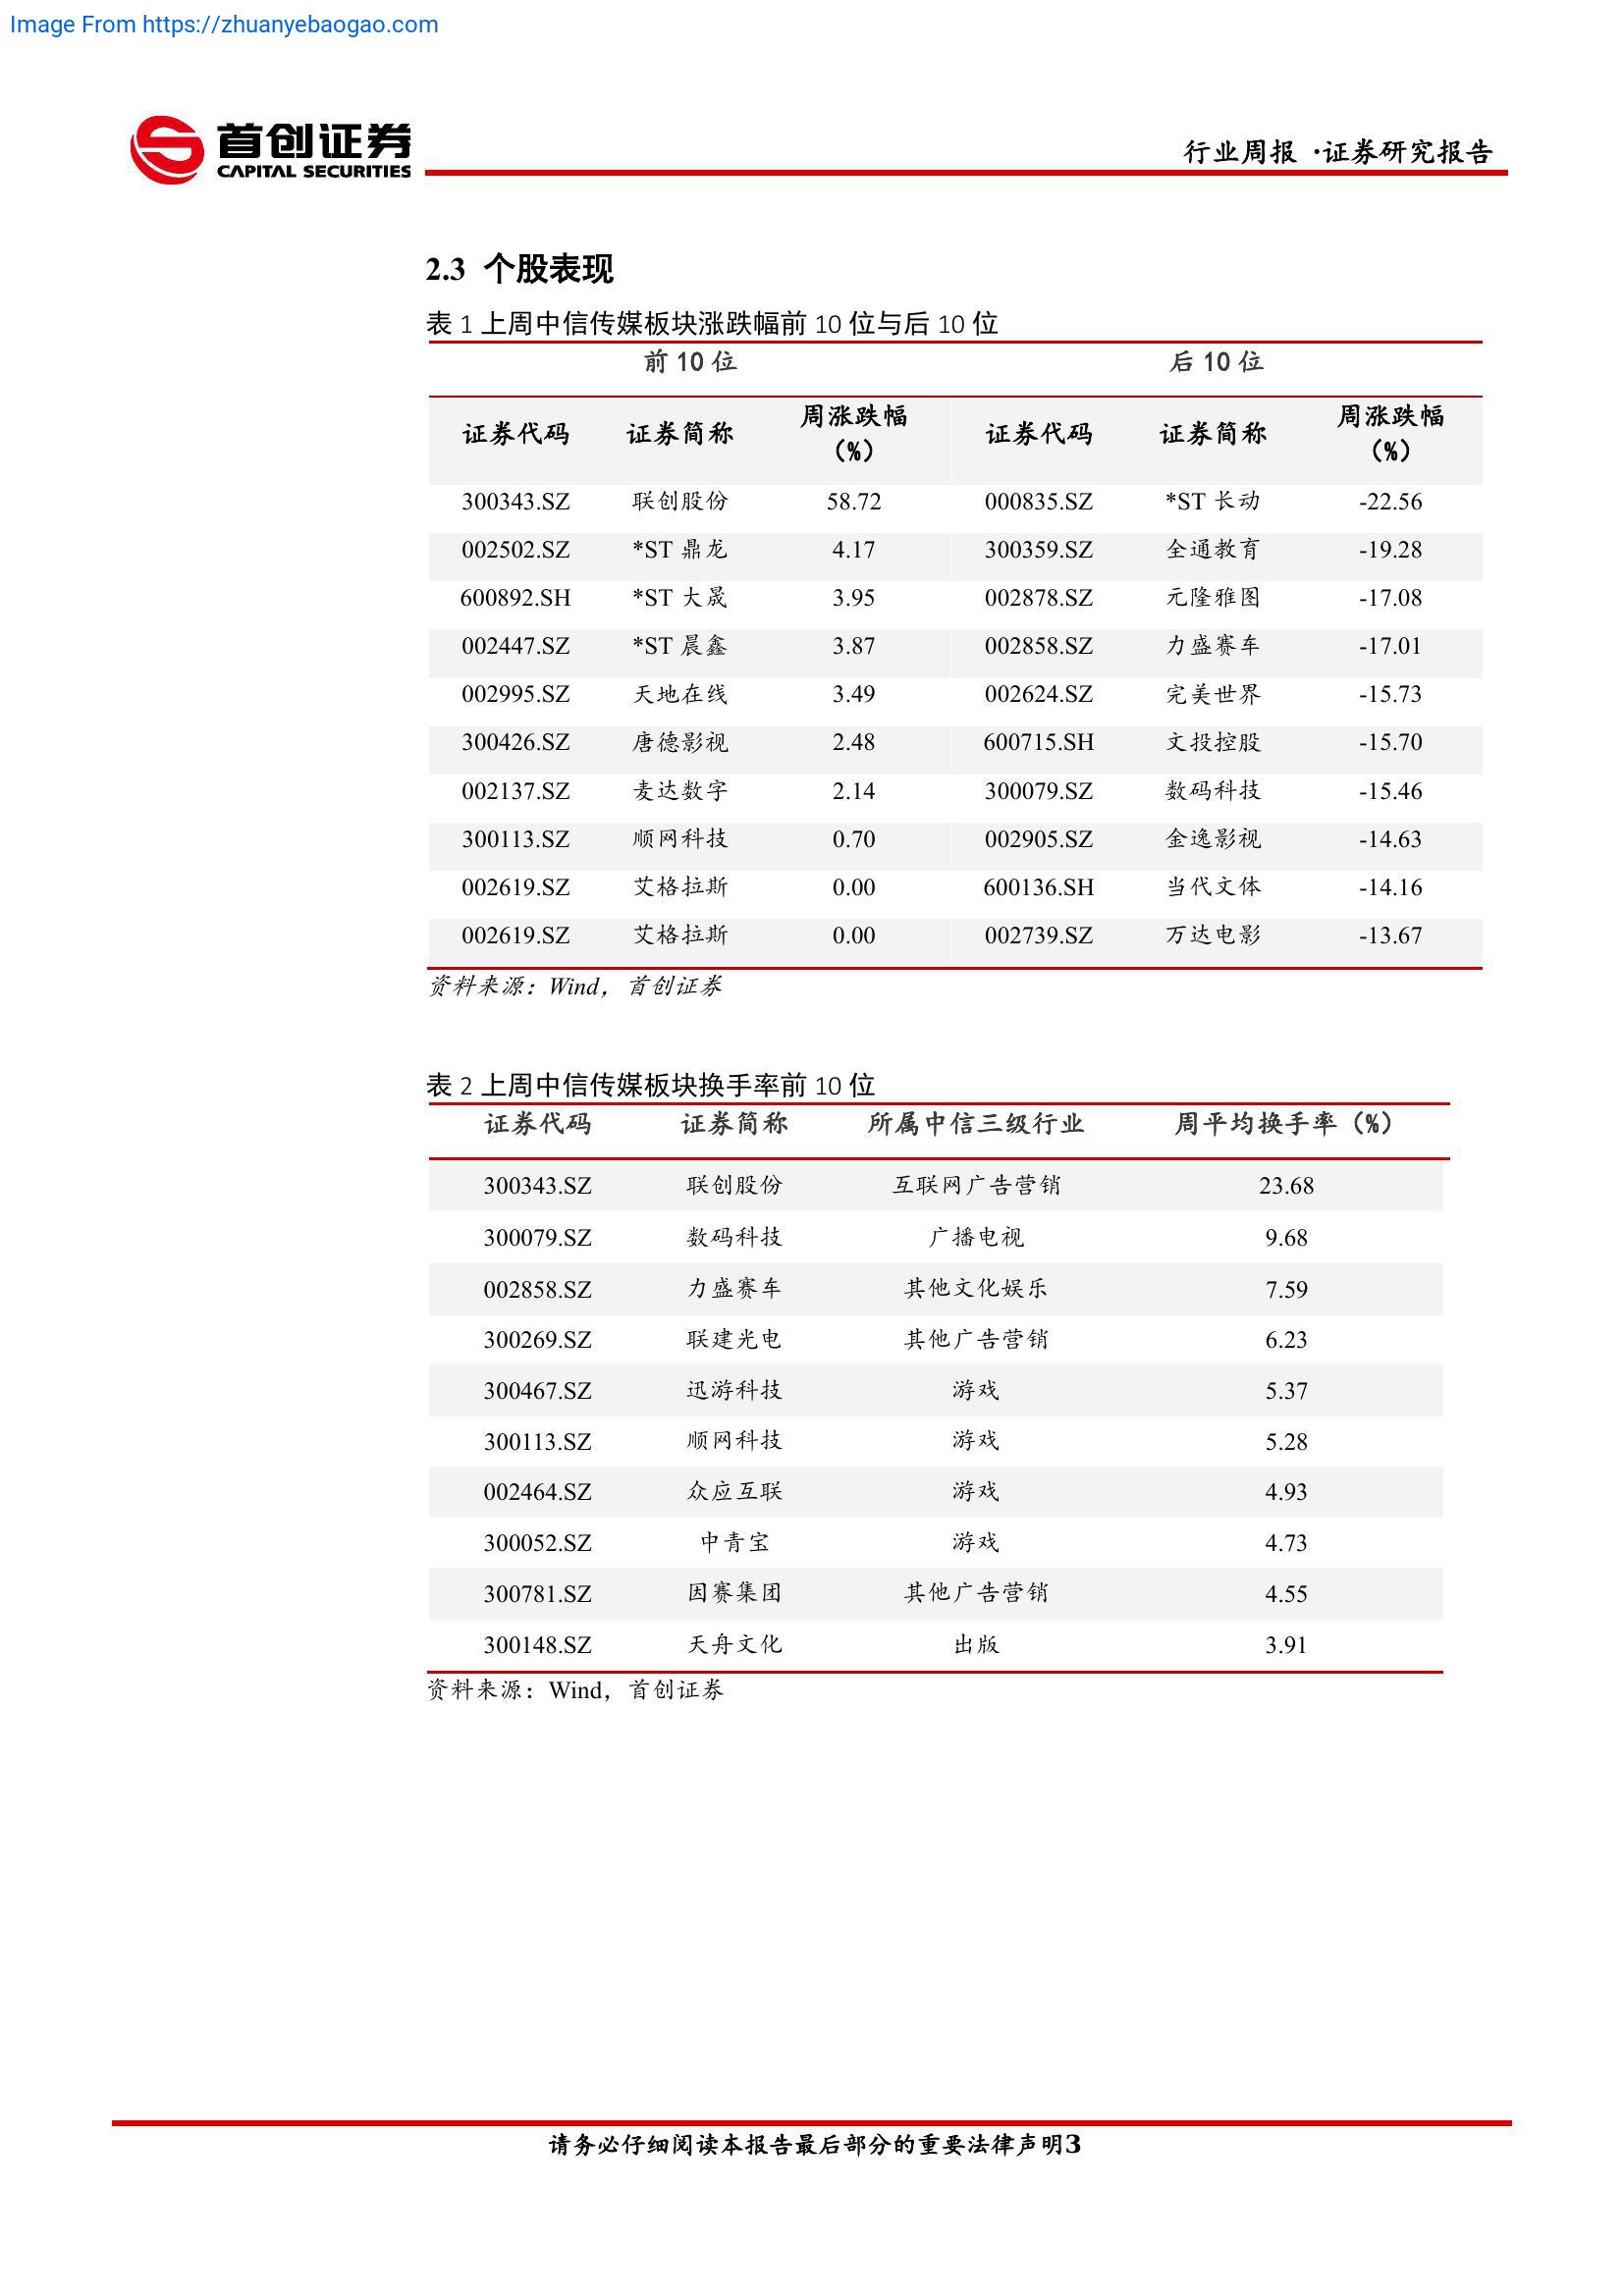 Image From https://zhuanyebaogao.com
首创证券
CAPITAL SECURITIES
行业周报 ·证券研究报告
2.3 个股表现
表 1 上周中信传媒板块涨跌幅前 10 位与后 10 位
前 10 位 后 10 位
证券代码 证券简称 周涨跌幅（%） 证券代码 证券简称 周涨跌幅（%）
300343.SZ 联创股份 58.72 000835.SZ *ST 长动 -22.56
002502.SZ *ST 鼎龙 4.17 300359.SZ 全通教育 -19.28
600892.SH *ST 大晟 3.95 002878.SZ 元隆雅图 -17.08
002447.SZ *ST 晨鑫 3.87 002858.SZ 力盛赛车 -17.01
002995.SZ 天地在线 3.49 002624.SZ 完美世界 -15.73
300426.SZ 唐德影视 2.48 600715.SH 文投控股 -15.70
002137.SZ 麦达数字 2.14 300079.SZ 数码科技 -15.46
300113.SZ 顺网科技 0.70 002905.SZ 金逸影视 -14.63
002619.SZ 艾格拉斯 0.00 600136.SH 当代文体 -14.16
002619.SZ 艾格拉斯 0.00 002739.SZ 万达电影 -13.67
资料来源：Wind，首创证券
表 2 上周中信传媒板块换手率前 10 位
证券代码 证券简称 所属中信三级行业 周平均换手率（%）
300343.SZ 联创股份 互联网广告营销 23.68
300079.SZ 数码科技 广播电视 9.68
002858.SZ 力盛赛车 其他文化娱乐 7.59
300269.SZ 联建光电 其他广告营销 6.23
300467.SZ 迅游科技 游戏 5.37
300113.SZ 顺网科技 游戏 5.28
002464.SZ 众应互联 游戏 4.93
300052.SZ 中青宝 游戏 4.73
300781.SZ 因赛集团 其他广告营销 4.55
300148.SZ 天舟文化 出版 3.91
资料来源：Wind，首创证券
请务必仔细阅读本报告最后部分的重要法律声明3